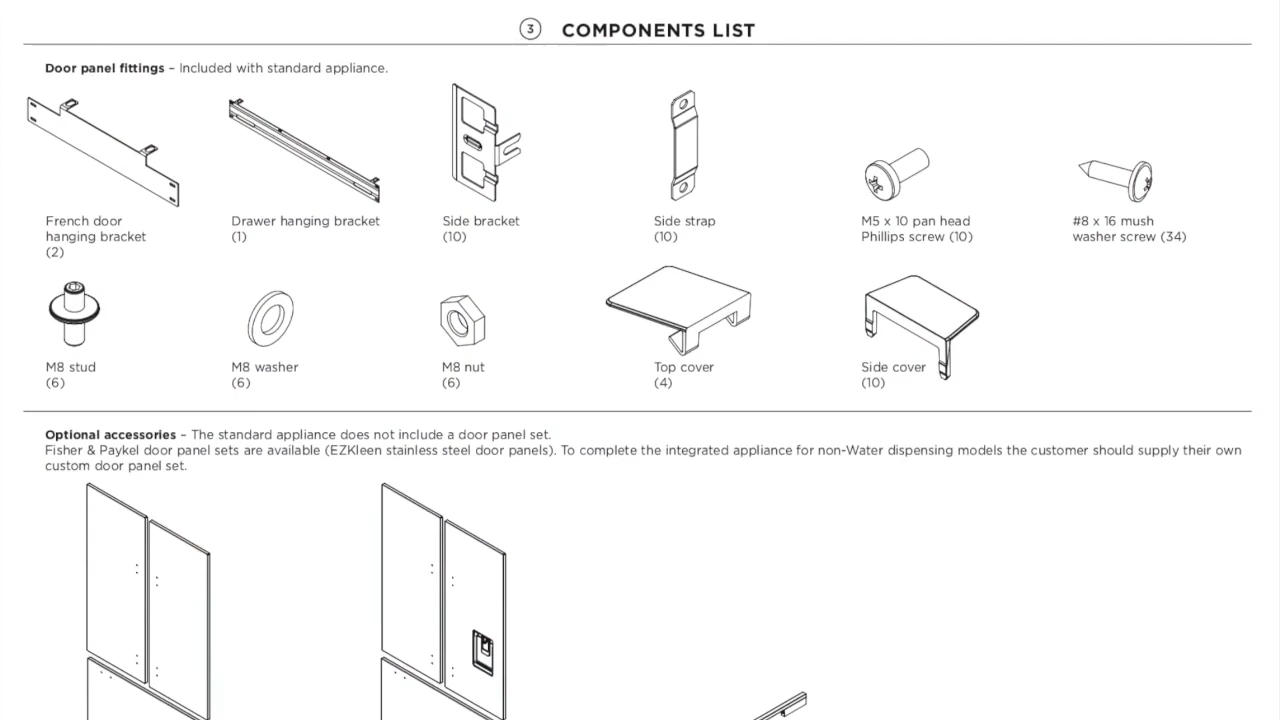 3 COMPONENTS LIST
Door panel fittings – Included with standard appliance.
French door
hanging bracket
(2)
Drawer hanging bracket
(1)
Side bracket
(10)
Side strap
(10)
M5 x 10 pan head
Phillips screw (10)
#8 x 16 mush
washer screw (34)
M8 stud
(6)
M8 washer
(6)
M8 nut
(6)
Top cover
(4)
Side cover
(10)
Optional accessories – The standard appliance does not include a door panel set.
Fisher & Paykel door panel sets are available (EZKleen stainless steel door panels). To complete the integrated appliance for non-Water dispensing models the customer should supply their own
custom door panel set.